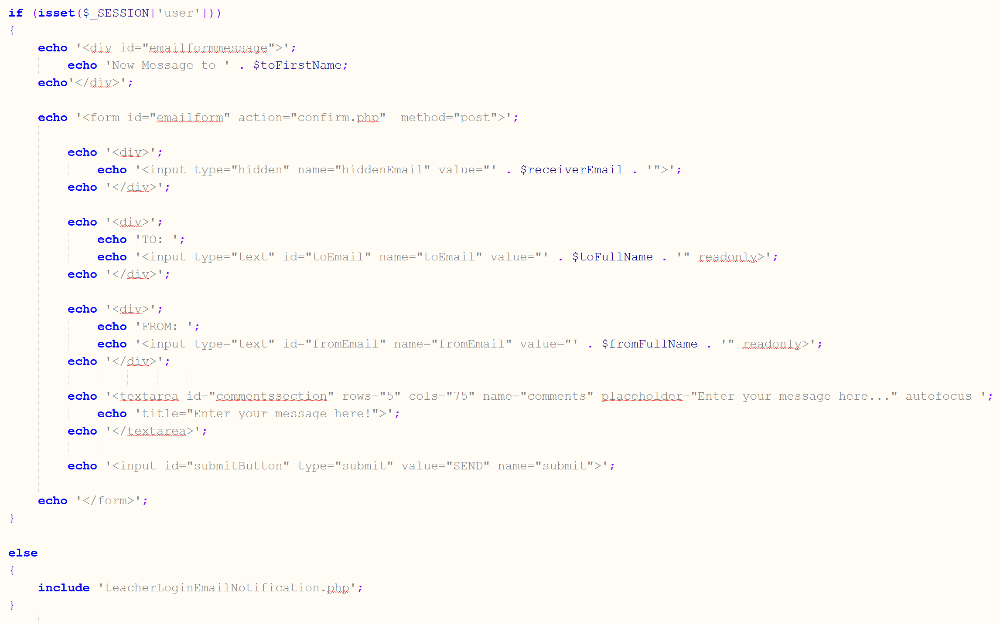 if (isset($_SESSION['user']))
{
echo '<div id="emailformmessage">';
echo 'New Message to ' . $toFirstName;
echo'</div>';
echo '<form id="emailform" action="confirm.php"  method="post">';
echo '<div>';
echo '<input type="hidden" name="hiddenEmail" value="' . $receiverEmail . '">';
echo '</div>';
echo '<div>';
echo 'TO: ';
echo '<input type="text" id="toEmail" name="toEmail" value="' . $toFullName . '" readonly>';
echo '</div>';
echo '<div>';
echo 'FROM: ';
echo '<input type="text" id="fromEmail" name="fromEmail" value="' . $fromFullName . '" readonly>';
echo '</div>';
echo '<textarea id="commentssection" rows="5" cols="75" name="comments" placeholder="Enter your message here..." autofocus ';
echo 'title="Enter your message here!">';
echo '</textarea>';
echo '<input id="submitButton" type="submit" value="SEND" name="submit">';
echo '</form>';
}
else
{
include 'teacherLoginEmailNotification.php';
}